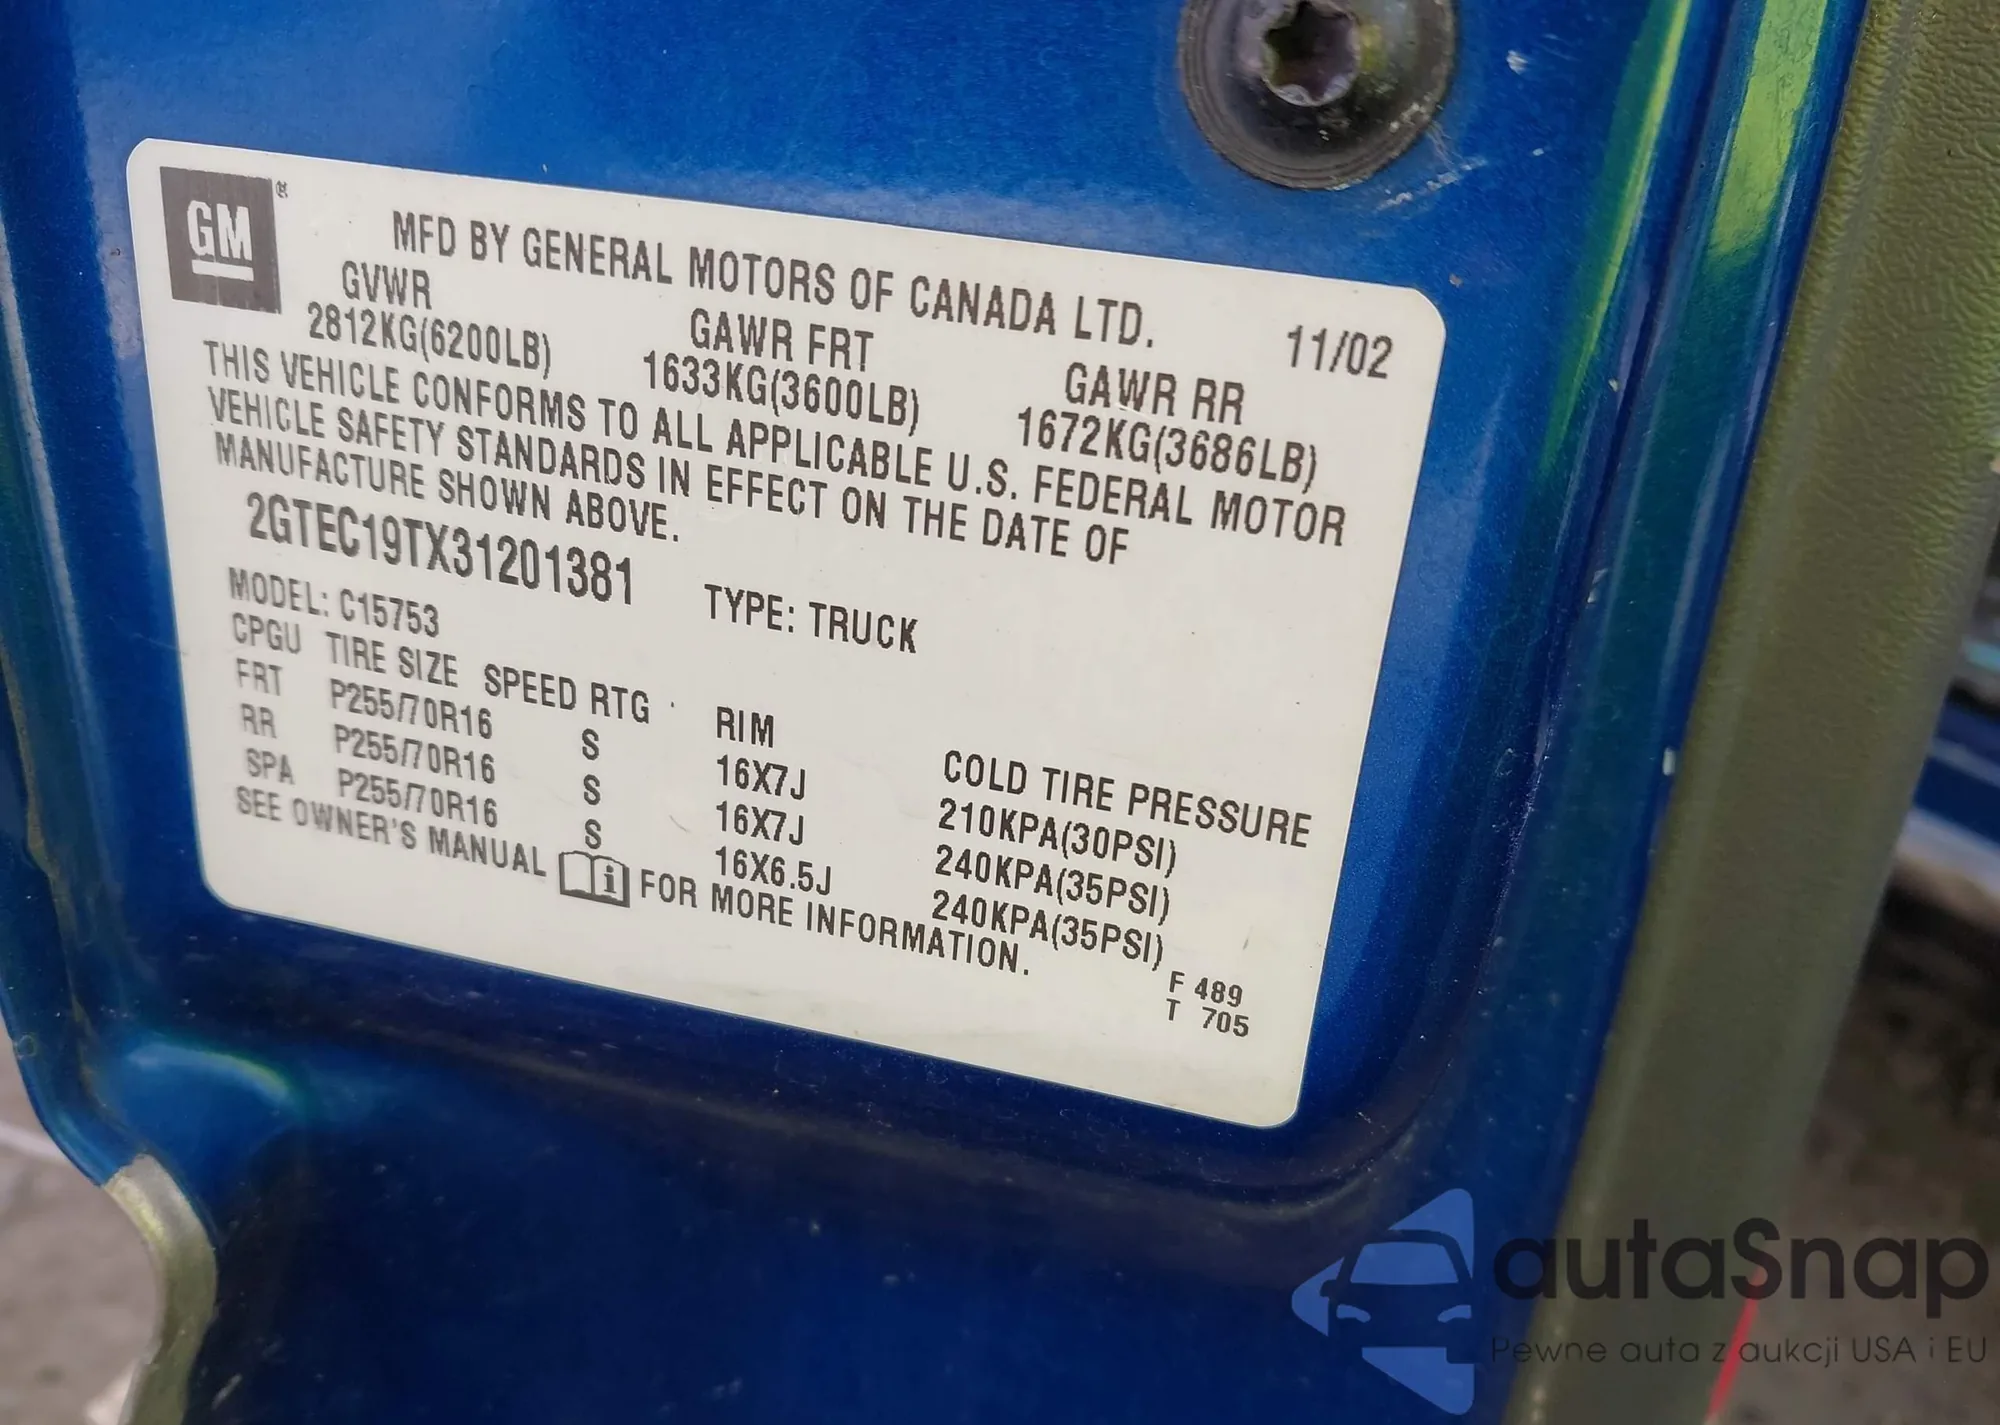 GM®
MFD BY GENERAL MOTORS OF CANADA LTD.
11/02
GVWR GAWR FRT GAWR RR
2812KG(6200LB) 1633KG(3600LB) 1672KG(3686LB)
THIS VEHICLE CONFORMS TO ALL APPLICABLE U.S. FEDERAL MOTOR
VEHICLE SAFETY STANDARDS IN EFFECT ON THE DATE OF
MANUFACTURE SHOWN ABOVE.
2GTEC19TX31201381 TYPE: TRUCK
MODEL: C15753
CPGU TIRE SIZE SPEED RTG RIM COLD TIRE PRESSURE
FRT P255/70R16 S 16X7J 210KPA(30PSI)
RR P255/70R16 S 16X7J 240KPA(35PSI)
SPA P255/70R16 S 16X6.5J 240KPA(35PSI)
SEE OWNER'S MANUAL i FOR MORE INFORMATION.
F 489
T 705
autaSnap
Pewne auta z aukcji USA i EU